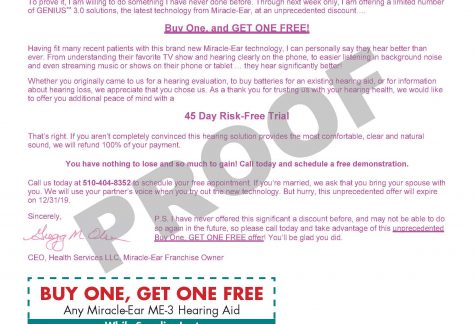 To prove it, I am willing to do something I have never done before. Through next week only, I am offering a limited number
of GENIUS™ 3.0 solutions, the latest technology from Miracle-Ear, at an unprecedented discount ....
Buy One, and GET ONE FREE!
Having fit many recent patients with this brand new Miracle-Ear technology, I can personally say they hear better than
ever. From understanding their favorite TV show and hearing clearly on the phone, to easier listening in background noise
and even streaming music or shows on their phone or tablet ... they hear significantly better!
Whether you originally came to us for a hearing evaluation, to buy batteries for an existing hearing aid, or for information
about hearing loss, we appreciate that you chose us. As a thank you for trusting us with your hearing health, we would like
to offer you additional peace of mind with a
45 Day Risk-Free Trial
That's right. If you aren't completely convinced this hearing solution provides the most comfortable, clear and natural
sound, we will refund 100% of your payment.
You have nothing to lose and so much to gain! Call today and schedule a free demonstration.
Call us today at 510-404-8352 to schedule your free appointment. If you're married, we ask that you bring your spouse with
you. We will use your partner's voice when you try out the new technology. But hurry, this unprecedented offer will expire
on 12/31/19.
Sincerely,
P.S. I have never offered this significant a discount before, and may not be able to do
so again in the future, so please call today and take advantage of this unprecedented
Buy One, GET ONE FREE offer! You'll be glad you did.
CEO, Health Services LLC, Miracle-Ear Franchise Owner
PROOF
BUY ONE, GET ONE FREE
Any Miracle-Ear ME-3 Hearing Aid